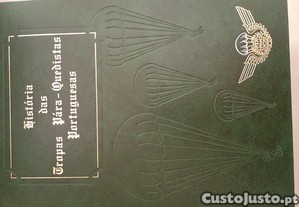 História
das
Tropas Pára-Quedistas
Portuguesas
CustoJusto.pt